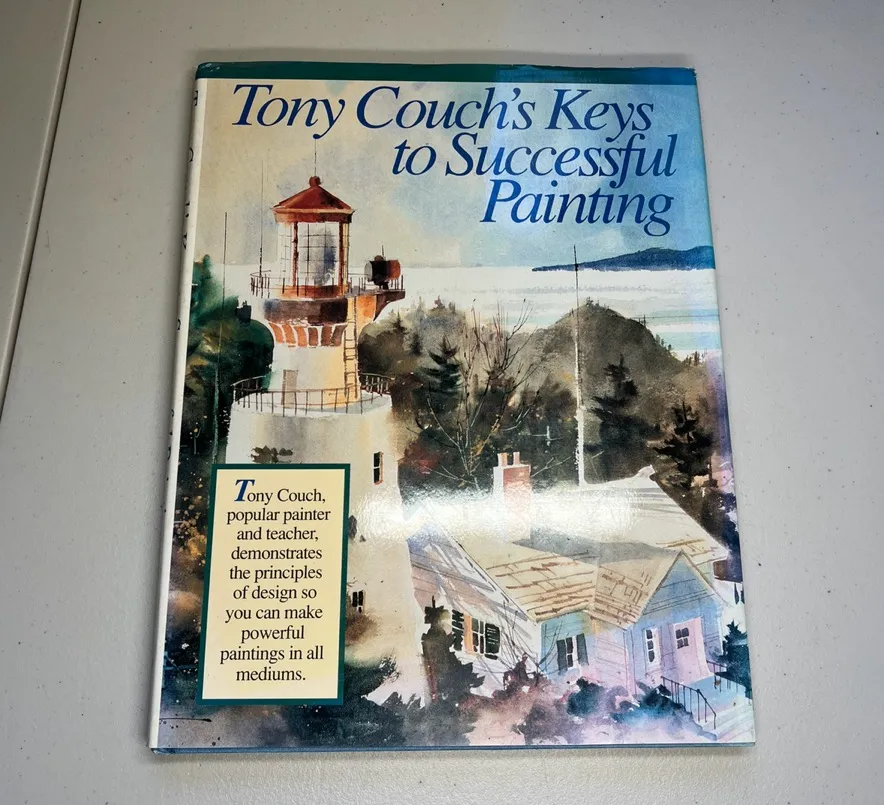 Tony Couch's Keys
to Successful
Painting
Tony Couch,
popular painter
and teacher,
demonstrates
the principles
of design so
you can make
powerful
paintings in all
mediums.